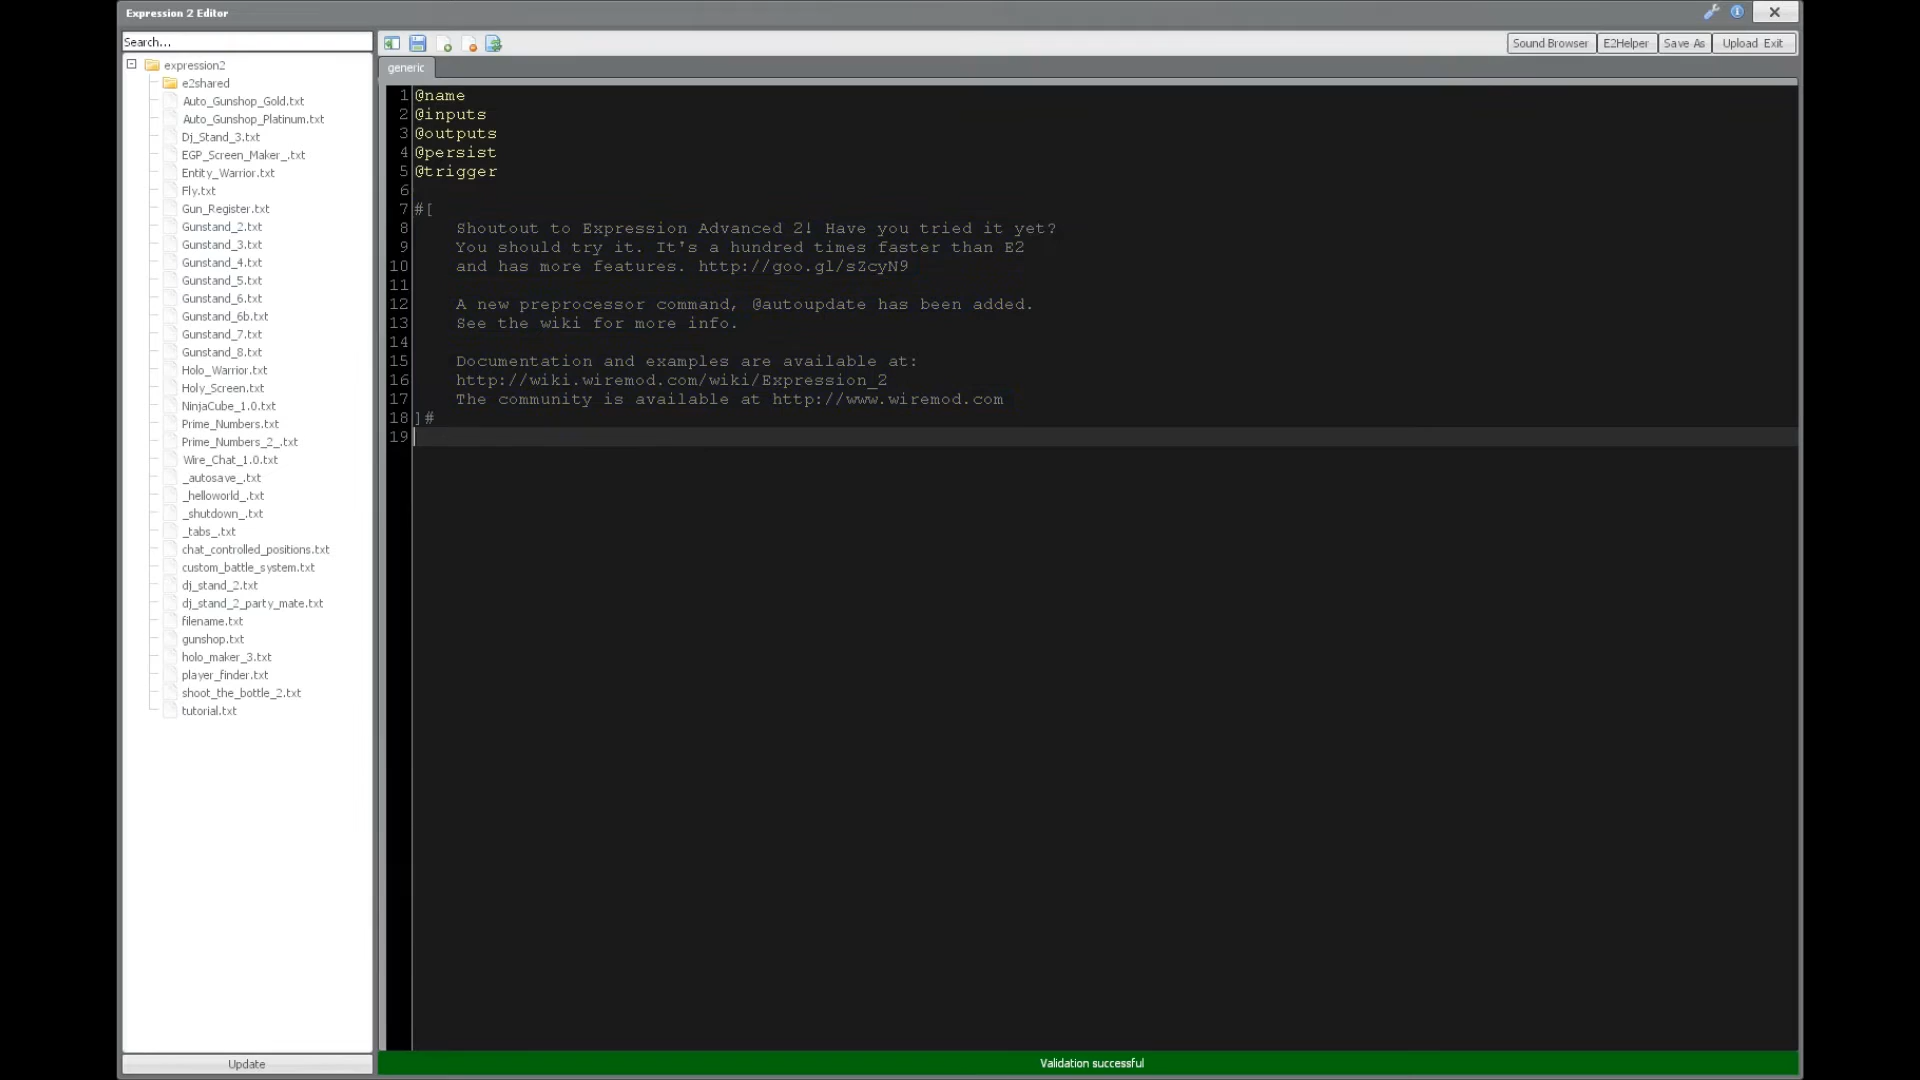 Expression 2 Editor
Search...
Sound Browser
E2Helper
Save As
Upload Exit
expression2
e2shared
Auto_Gunshop_Gold.txt
Auto_Gunshop_Platinum.txt
Dj_Stand_3.txt
EGP_Screen_Maker_.txt
Entity_Warrior.txt
Fly.txt
Gun_Register.txt
Gunstand_2.txt
Gunstand_3.txt
Gunstand_4.txt
Gunstand_5.txt
Gunstand_6.txt
Gunstand_6b.txt
Gunstand_7.txt
Gunstand_8.txt
Holo_Warrior.txt
Holy_Screen.txt
NinjaCube_1.0.txt
Prime_Numbers.txt
Prime_Numbers_2_.txt
Wire_Chat_1.0.txt
_autosave_.txt
_helloworld_.txt
_shutdown_.txt
_tabs_.txt
chat_controlled_positions.txt
custom_battle_system.txt
dj_stand_2.txt
dj_stand_2_party_mate.txt
filename.txt
gunshop.txt
holo_maker_3.txt
player_finder.txt
shoot_the_bottle_2.txt
tutorial.txt
Update
generic
1 @name
2 @inputs
3 @outputs
4 @persist
5 @trigger
6
7 #[
8 Shoutout to Expression Advanced 2! Have you tried it yet?
9 You should try it. It's a hundred times faster than E2
10 and has more features. http://goo.gl/sZcyN9
11
12 A new preprocessor command, @autoupdate has been added.
13 See the wiki for more info.
14
15 Documentation and examples are available at:
16 http://wiki.wiremod.com/wiki/Expression_2
17 The community is available at http://www.wiremod.com
18 ]#
19
Validation successful